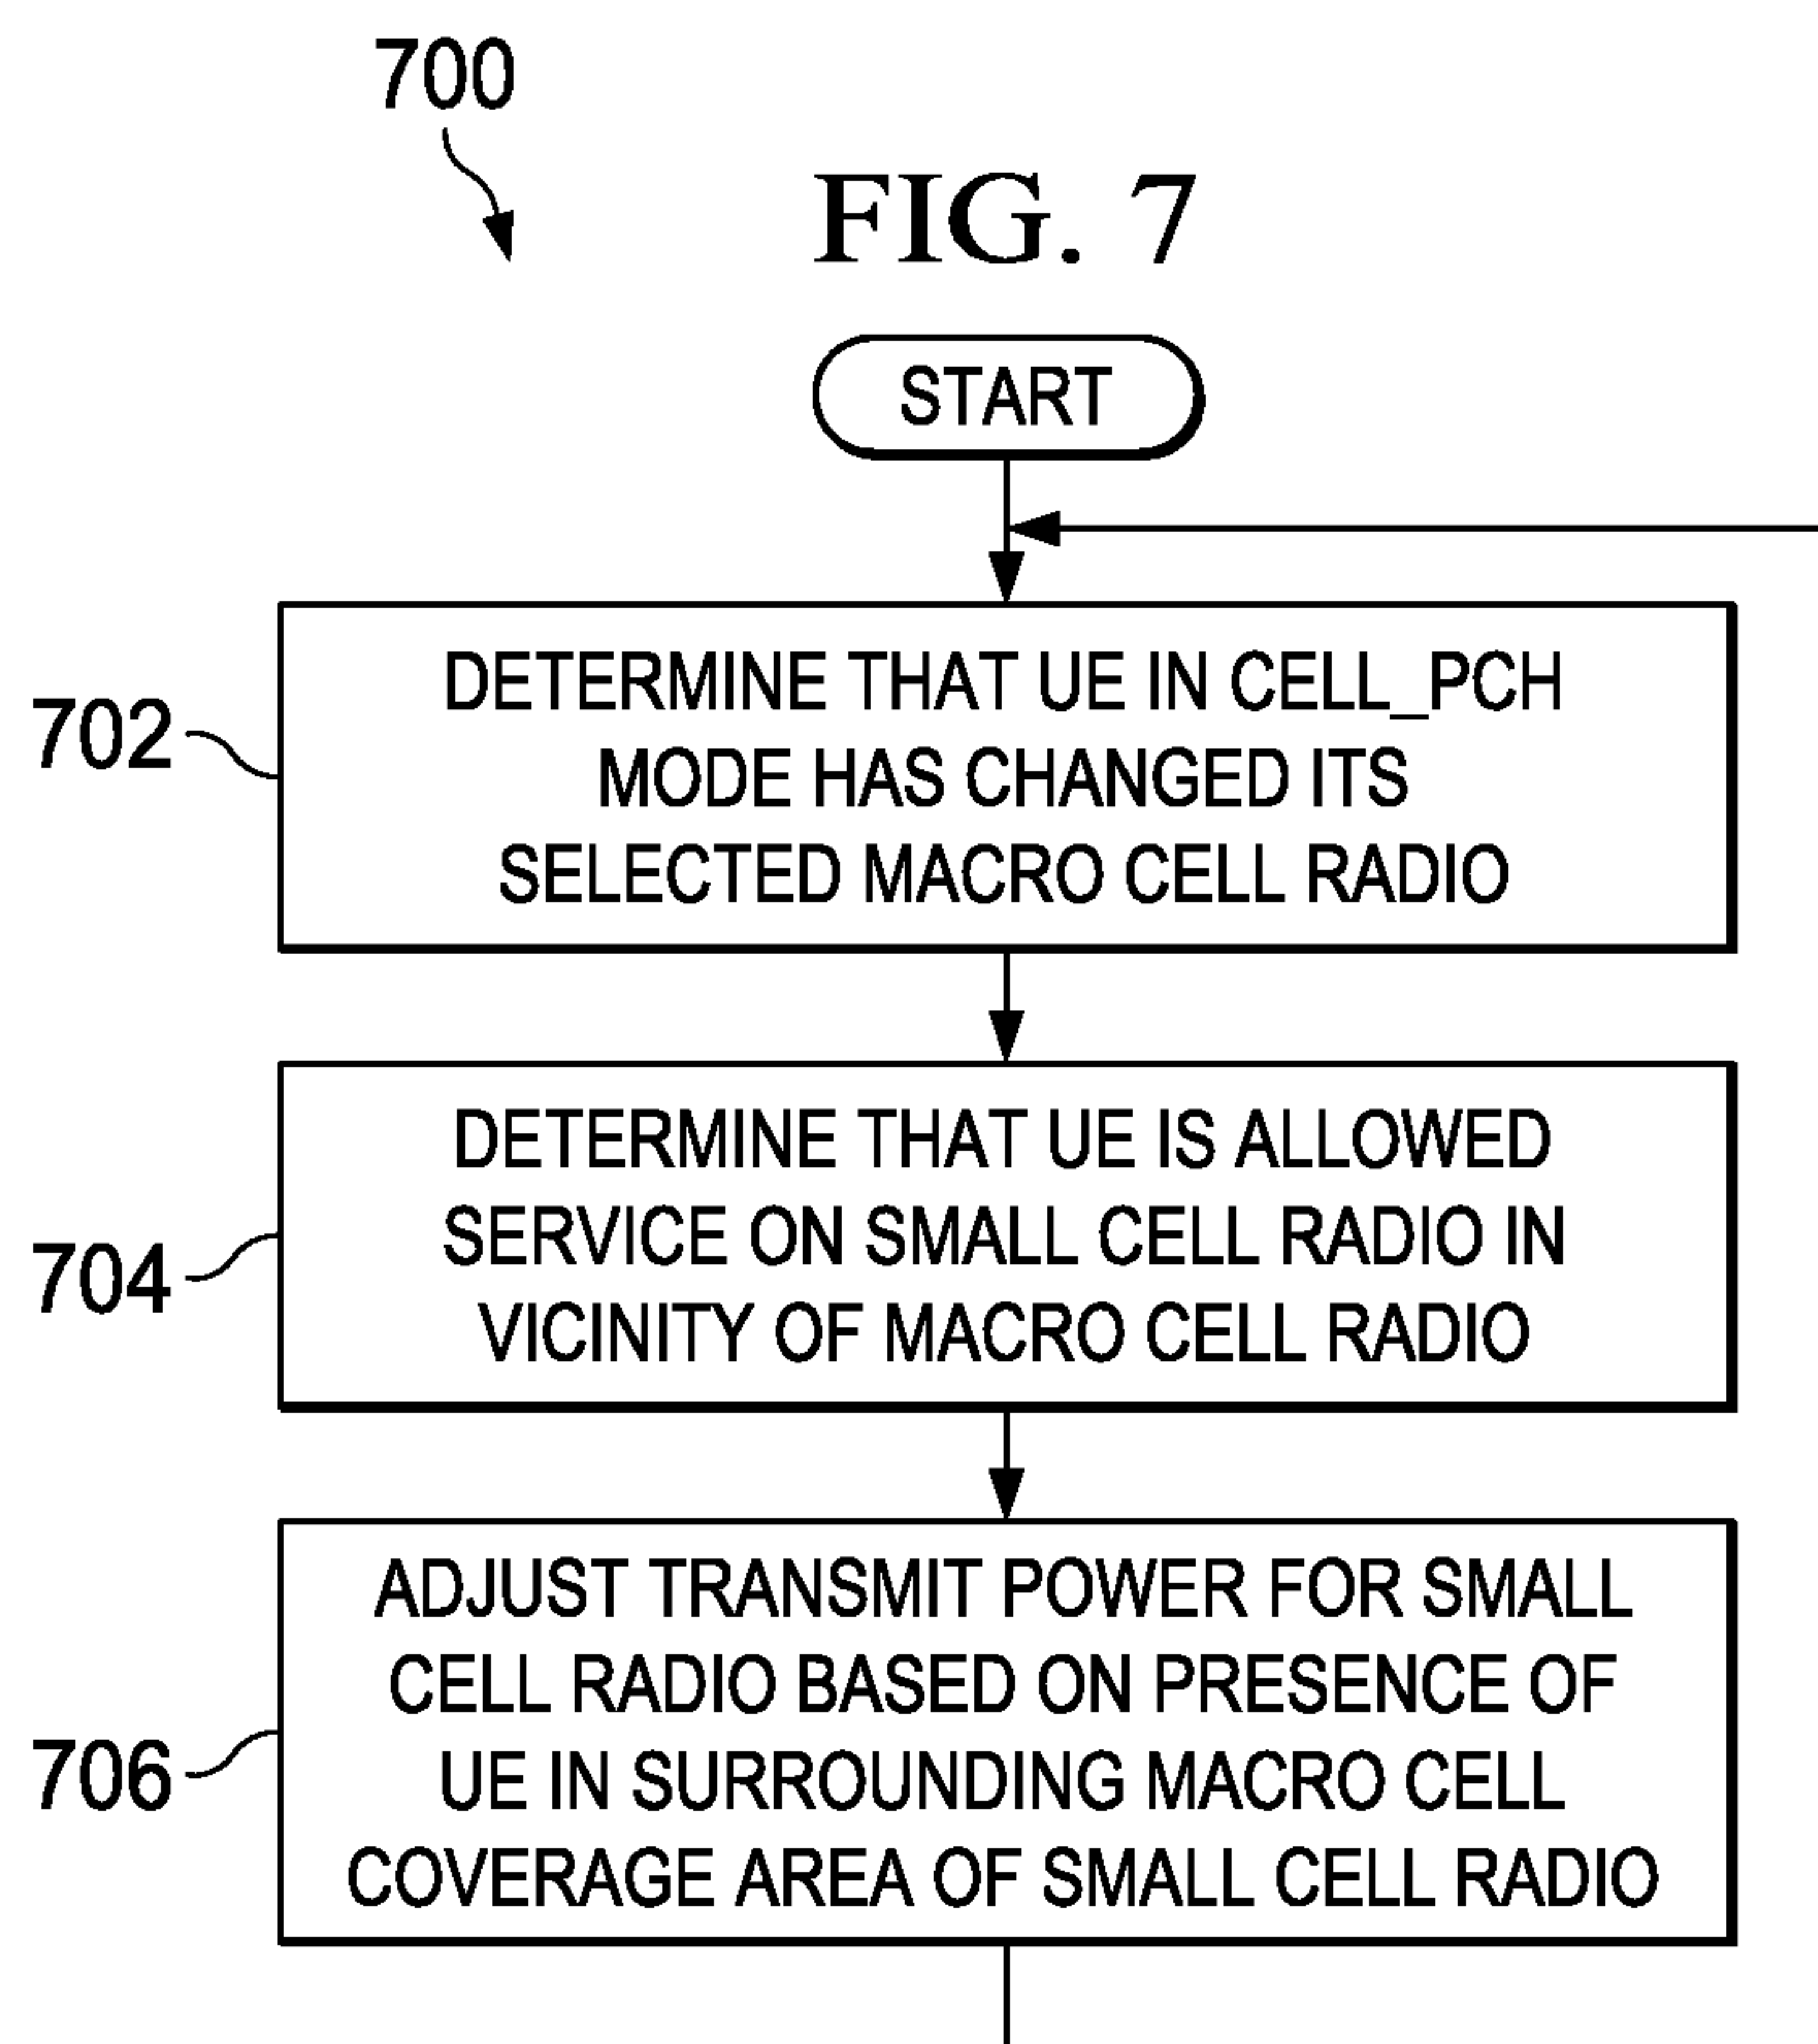 700
FIG. 7
START
702
DETERMINE THAT UE IN CELL_PCH
MODE HAS CHANGED ITS
SELECTED MACRO CELL RADIO
704
DETERMINE THAT UE IS ALLOWED
SERVICE ON SMALL CELL RADIO IN
VICINITY OF MACRO CELL RADIO
706
ADJUST TRANSMIT POWER FOR SMALL
CELL RADIO BASED ON PRESENCE OF
UE IN SURROUNDING MACRO CELL
COVERAGE AREA OF SMALL CELL RADIO